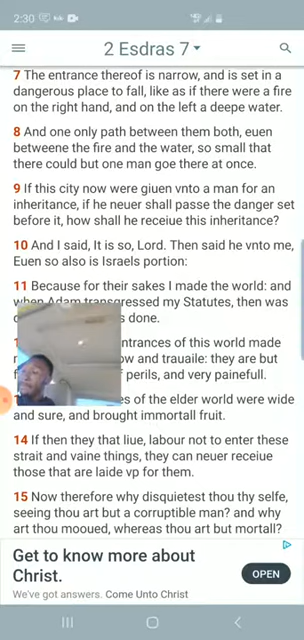 2:30
2 Esdras 7
7 The entrance thereof is narrow, and is set in a
dangerous place to fall, like as if there were a fire
on the right hand, and on the left a deepe water.
8 And one only path between them both, euen
betweene the fire and the water, so small that
there could but one man goe there at once.
9 If this city now were giuen vnto a man for an
inheritance, if he neuer shall passe the danger set
before it, how shall he receiue this inheritance?
10 And I said, It is so, Lord. Then said he vnto me,
Euen so also is Israels portion:
11 Because for their sakes I made the world: and
when Adam transgressed my Statutes, then was
s done.
ntrances of this world made
ow and trauaile: they are but
f perils, and very painefull.
es of the elder world were wide
and sure, and brought immortall fruit.
14 If then they that liue, labour not to enter these
strait and vaine things, they can neuer receiue
those that are laide vp for them.
15 Now therefore why disquietest thou thy selfe,
seeing thou art but a corruptible man? and why
art thou mooued, whereas thou art but mortall?
Get to know more about
Christ.
OPEN
We've got answers. Come Unto Christ